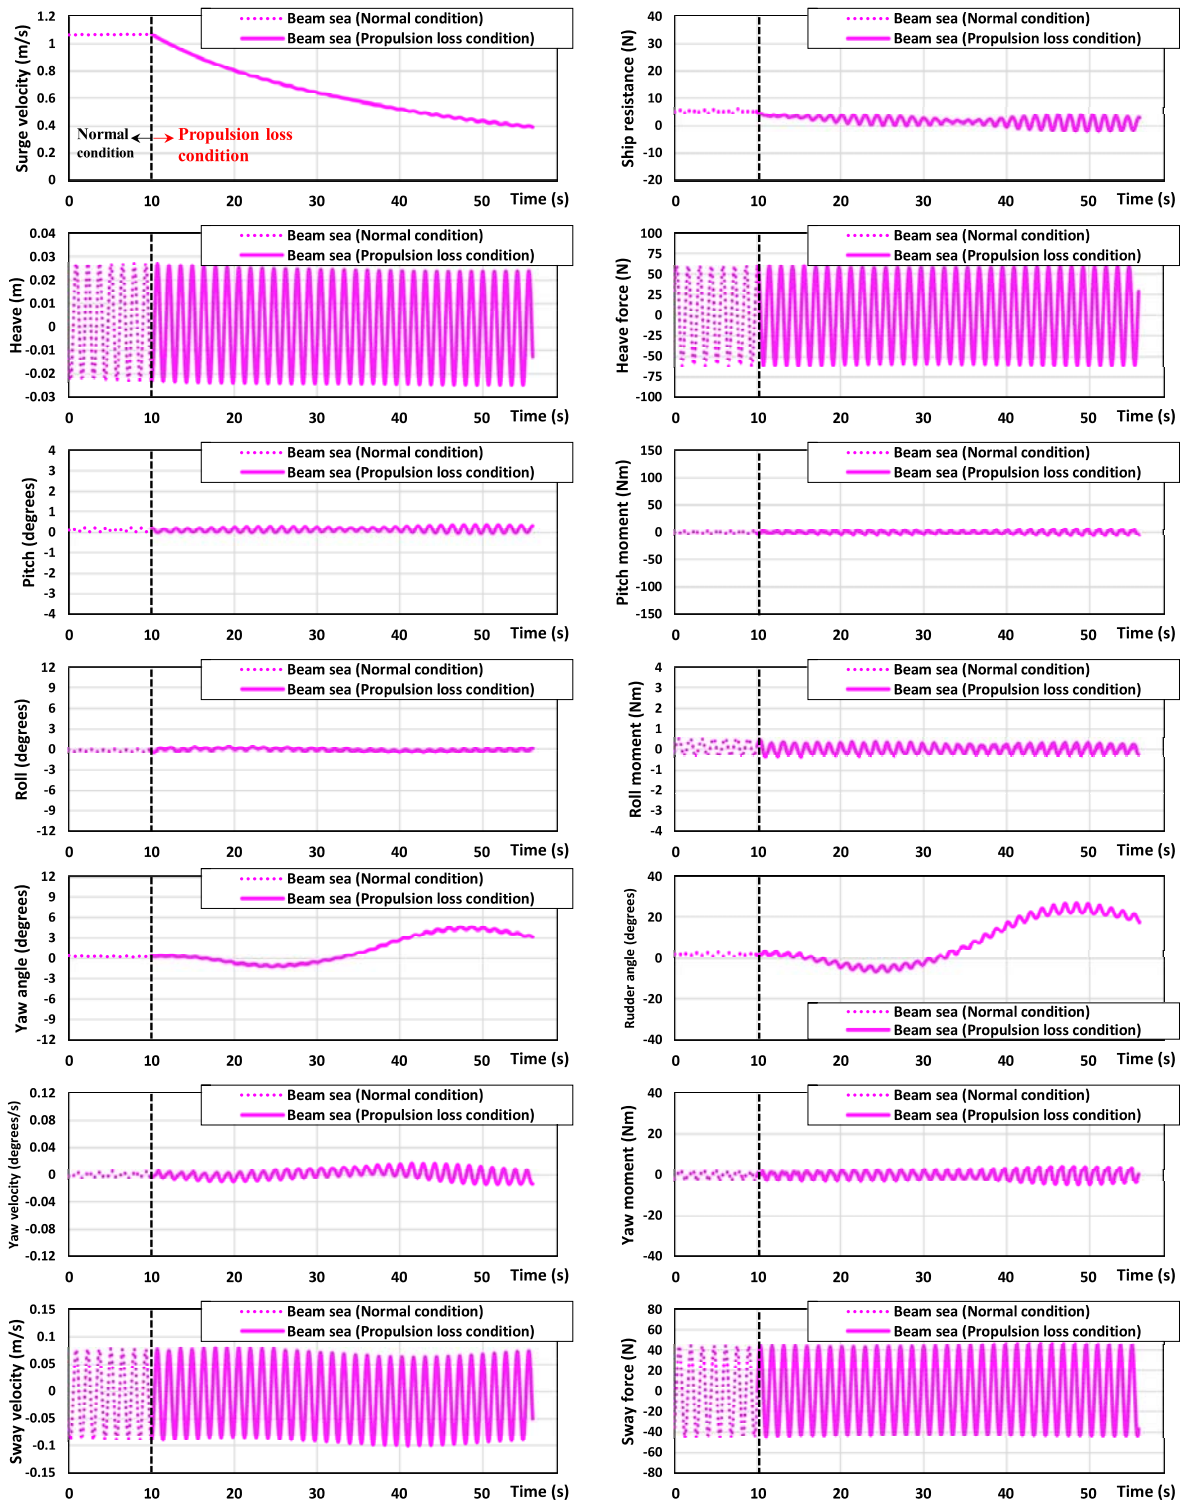 Surge velocity (m/s)
1.2
1
0.8
0.6
0.4
0.2
0
Beam sea (Normal condition)
Beam sea (Propulsion loss condition)
Normal
condition
Propulsion loss
condition
0 10 20 30 40 50 Time (s)
Ship resistance (N)
40
30
20
10
0
-10
-20
Beam sea (Normal condition)
Beam sea (Propulsion loss condition)
0 10 20 30 40 50 Time (s)
Heave (m)
0.04
0.03
0.02
0.01
0
-0.01
-0.02
-0.03
Beam sea (Normal condition)
Beam sea (Propulsion loss condition)
0 10 20 30 40 50 Time (s)
Heave force (N)
100
75
50
25
0
-25
-50
-75
-100
Beam sea (Normal condition)
Beam sea (Propulsion loss condition)
0 10 20 30 40 50 Time (s)
Pitch (degrees)
4
3
2
1
0
-1
-2
-3
-4
Beam sea (Normal condition)
Beam sea (Propulsion loss condition)
0 10 20 30 40 50 Time (s)
Pitch moment (Nm)
150
100
50
0
-50
-100
-150
Beam sea (Normal condition)
Beam sea (Propulsion loss condition)
0 10 20 30 40 50 Time (s)
Roll (degrees)
12
9
6
3
0
-3
-6
-9
-12
Beam sea (Normal condition)
Beam sea (Propulsion loss condition)
0 10 20 30 40 50 Time (s)
Roll moment (Nm)
4
3
2
1
0
-1
-2
-3
-4
Beam sea (Normal condition)
Beam sea (Propulsion loss condition)
0 10 20 30 40 50 Time (s)
Yaw angle (degrees)
12
9
6
3
0
-3
-6
-9
-12
Beam sea (Normal condition)
Beam sea (Propulsion loss condition)
0 10 20 30 40 50 Time (s)
Rudder angle (degrees)
40
20
0
-20
-40
Beam sea (Normal condition)
Beam sea (Propulsion loss condition)
0 10 20 30 40 50 Time (s)
Yaw velocity (degrees/s)
0.12
0.08
0.04
0
-0.04
-0.08
-0.12
Beam sea (Normal condition)
Beam sea (Propulsion loss condition)
0 10 20 30 40 50 Time (s)
Yaw moment (Nm)
40
20
0
-20
-40
Beam sea (Normal condition)
Beam sea (Propulsion loss condition)
0 10 20 30 40 50 Time (s)
Sway velocity (m/s)
0.15
0.1
0.05
0
-0.05
-0.1
-0.15
Beam sea (Normal condition)
Beam sea (Propulsion loss condition)
0 10 20 30 40 50 Time (s)
Sway force (N)
80
60
40
20
0
-20
-40
-60
-80
Beam sea (Normal condition)
Beam sea (Propulsion loss condition)
0 10 20 30 40 50 Time (s)